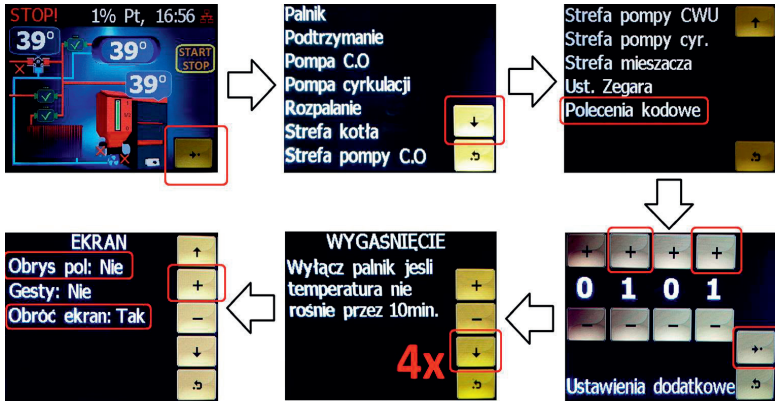 STOP! 1% Pt, 16:56
39°
39°
START
STOP
39°
Palnik
Podtrzymanie
Pompa C.O
Pompa cyrkulacji
Rozpalanie
Strefa kotła
Strefa pompy C.O
Strefa pompy CWU
Strefa pompy cyr.
Strefa mieszacza
Ust. Zegara
Polecenia kodowe
EKRAN
Obrys pol: Nie
Gesty: Nie
Obróć ekran: Tak
WYGAŚNIĘCIE
Wyłącz palnik jesli
temperatura nie
rośnie przez 10min.
4x
+ + + +
0 1 0 1
- - - -
Ustawienia dodatkowe